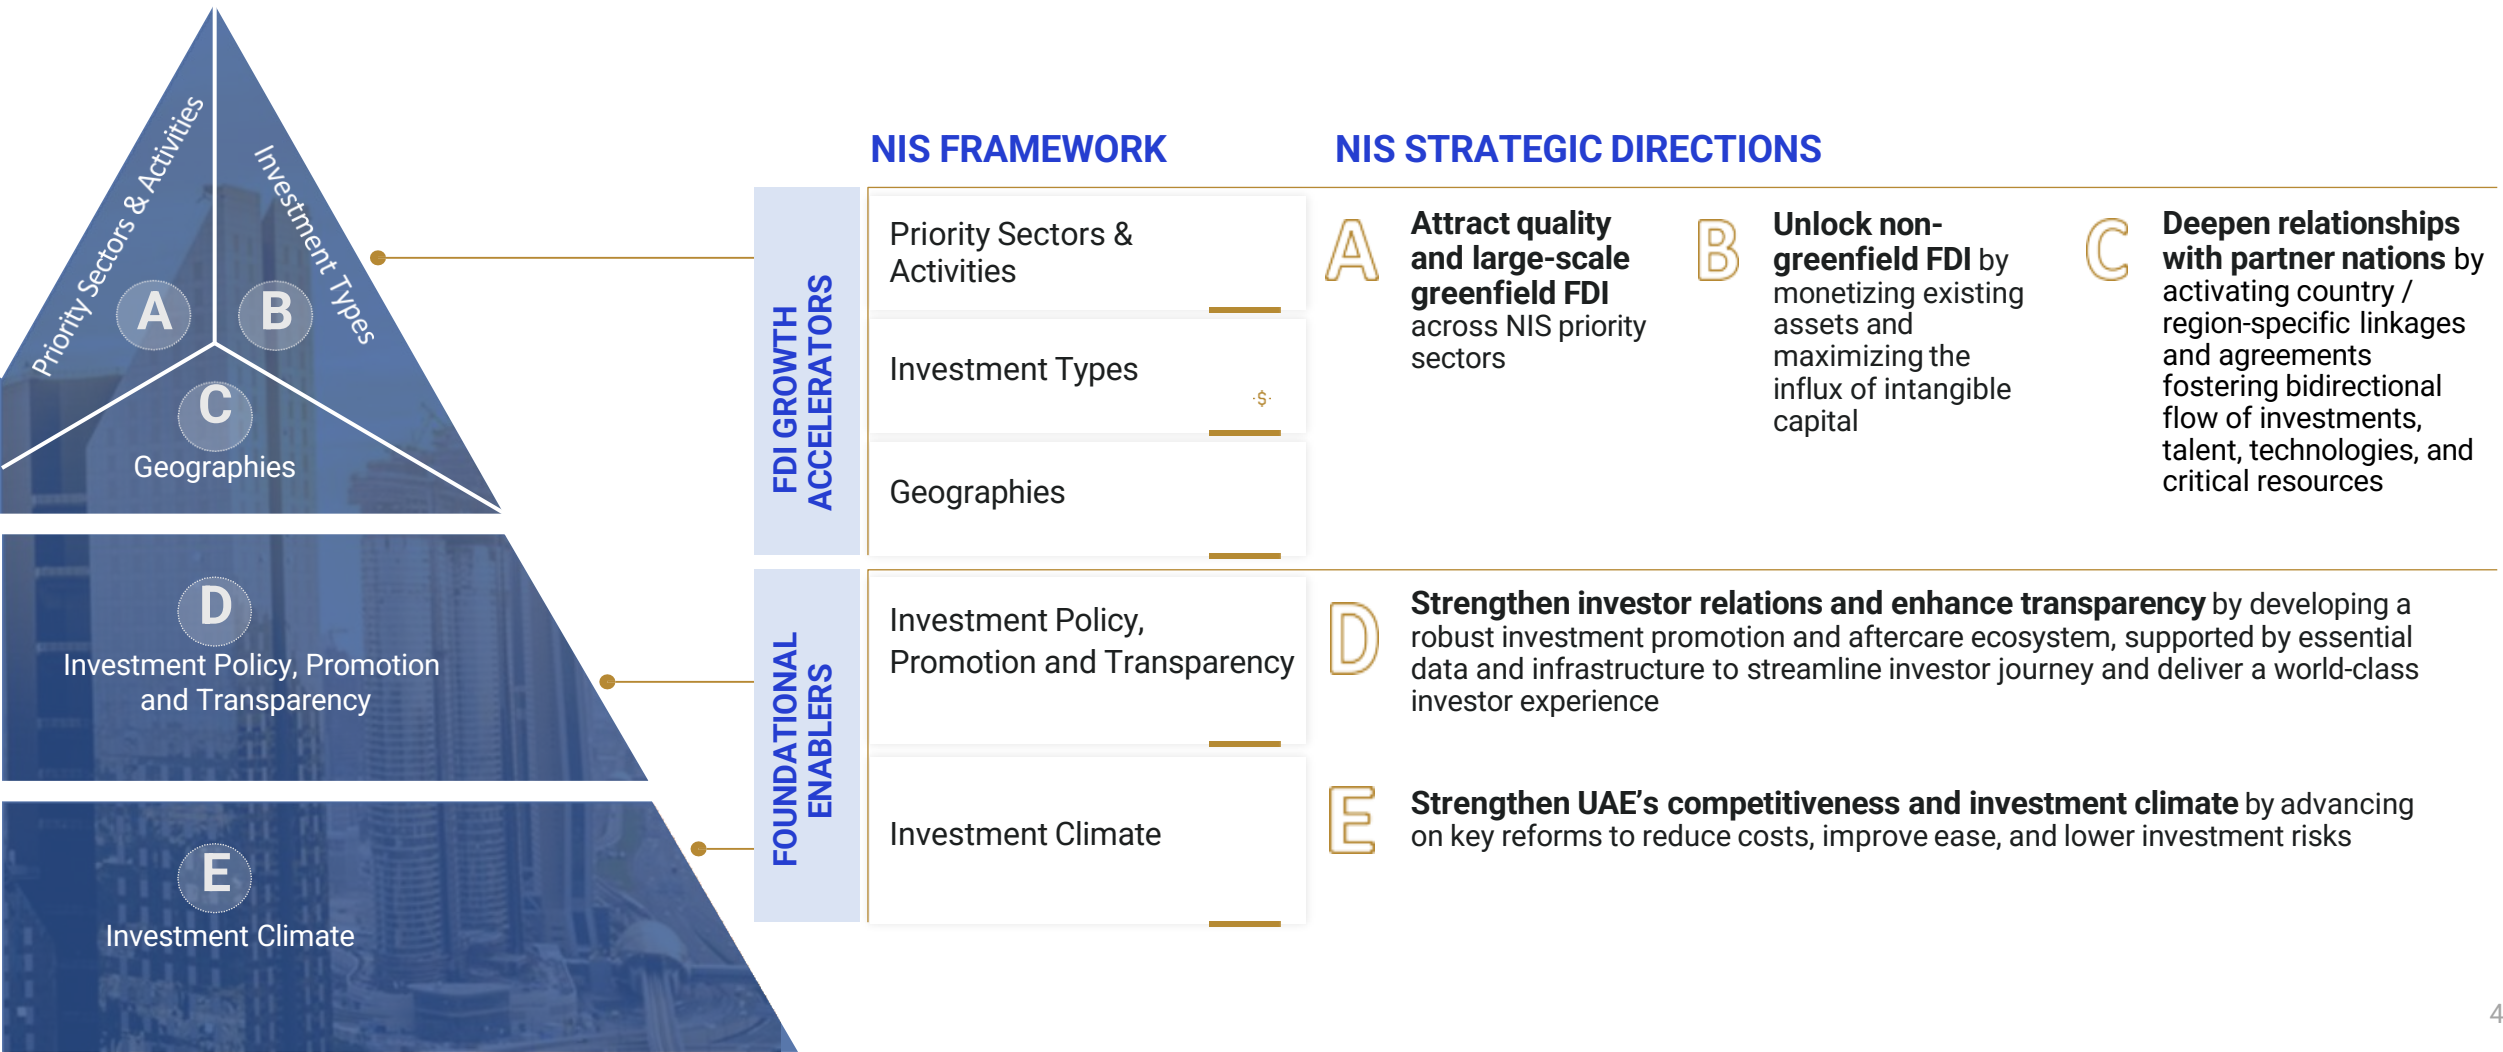 Priority Sectors & Activities
Investment Types
A
B
C
Geographies
D
Investment Policy, Promotion
and Transparency
E
Investment Climate
NIS FRAMEWORK
NIS STRATEGIC DIRECTIONS
FDI GROWTH
ACCELERATORS
Priority Sectors &
Activities
Investment Types
$
Geographies
A
Attract quality
and large-scale
greenfield FDI
across NIS priority
sectors
B
Unlock non-
greenfield FDI by
monetizing existing
assets and
maximizing the
influx of intangible
capital
C
Deepen relationships
with partner nations by
activating country /
region-specific linkages
and agreements
fostering bidirectional
flow of investments,
talent, technologies, and
critical resources
FOUNDATIONAL
ENABLERS
Investment Policy,
Promotion and Transparency
D
Strengthen investor relations and enhance transparency by developing a
robust investment promotion and aftercare ecosystem, supported by essential
data and infrastructure to streamline investor journey and deliver a world-class
investor experience
Investment Climate
E
Strengthen UAE’s competitiveness and investment climate by advancing
on key reforms to reduce costs, improve ease, and lower investment risks
4